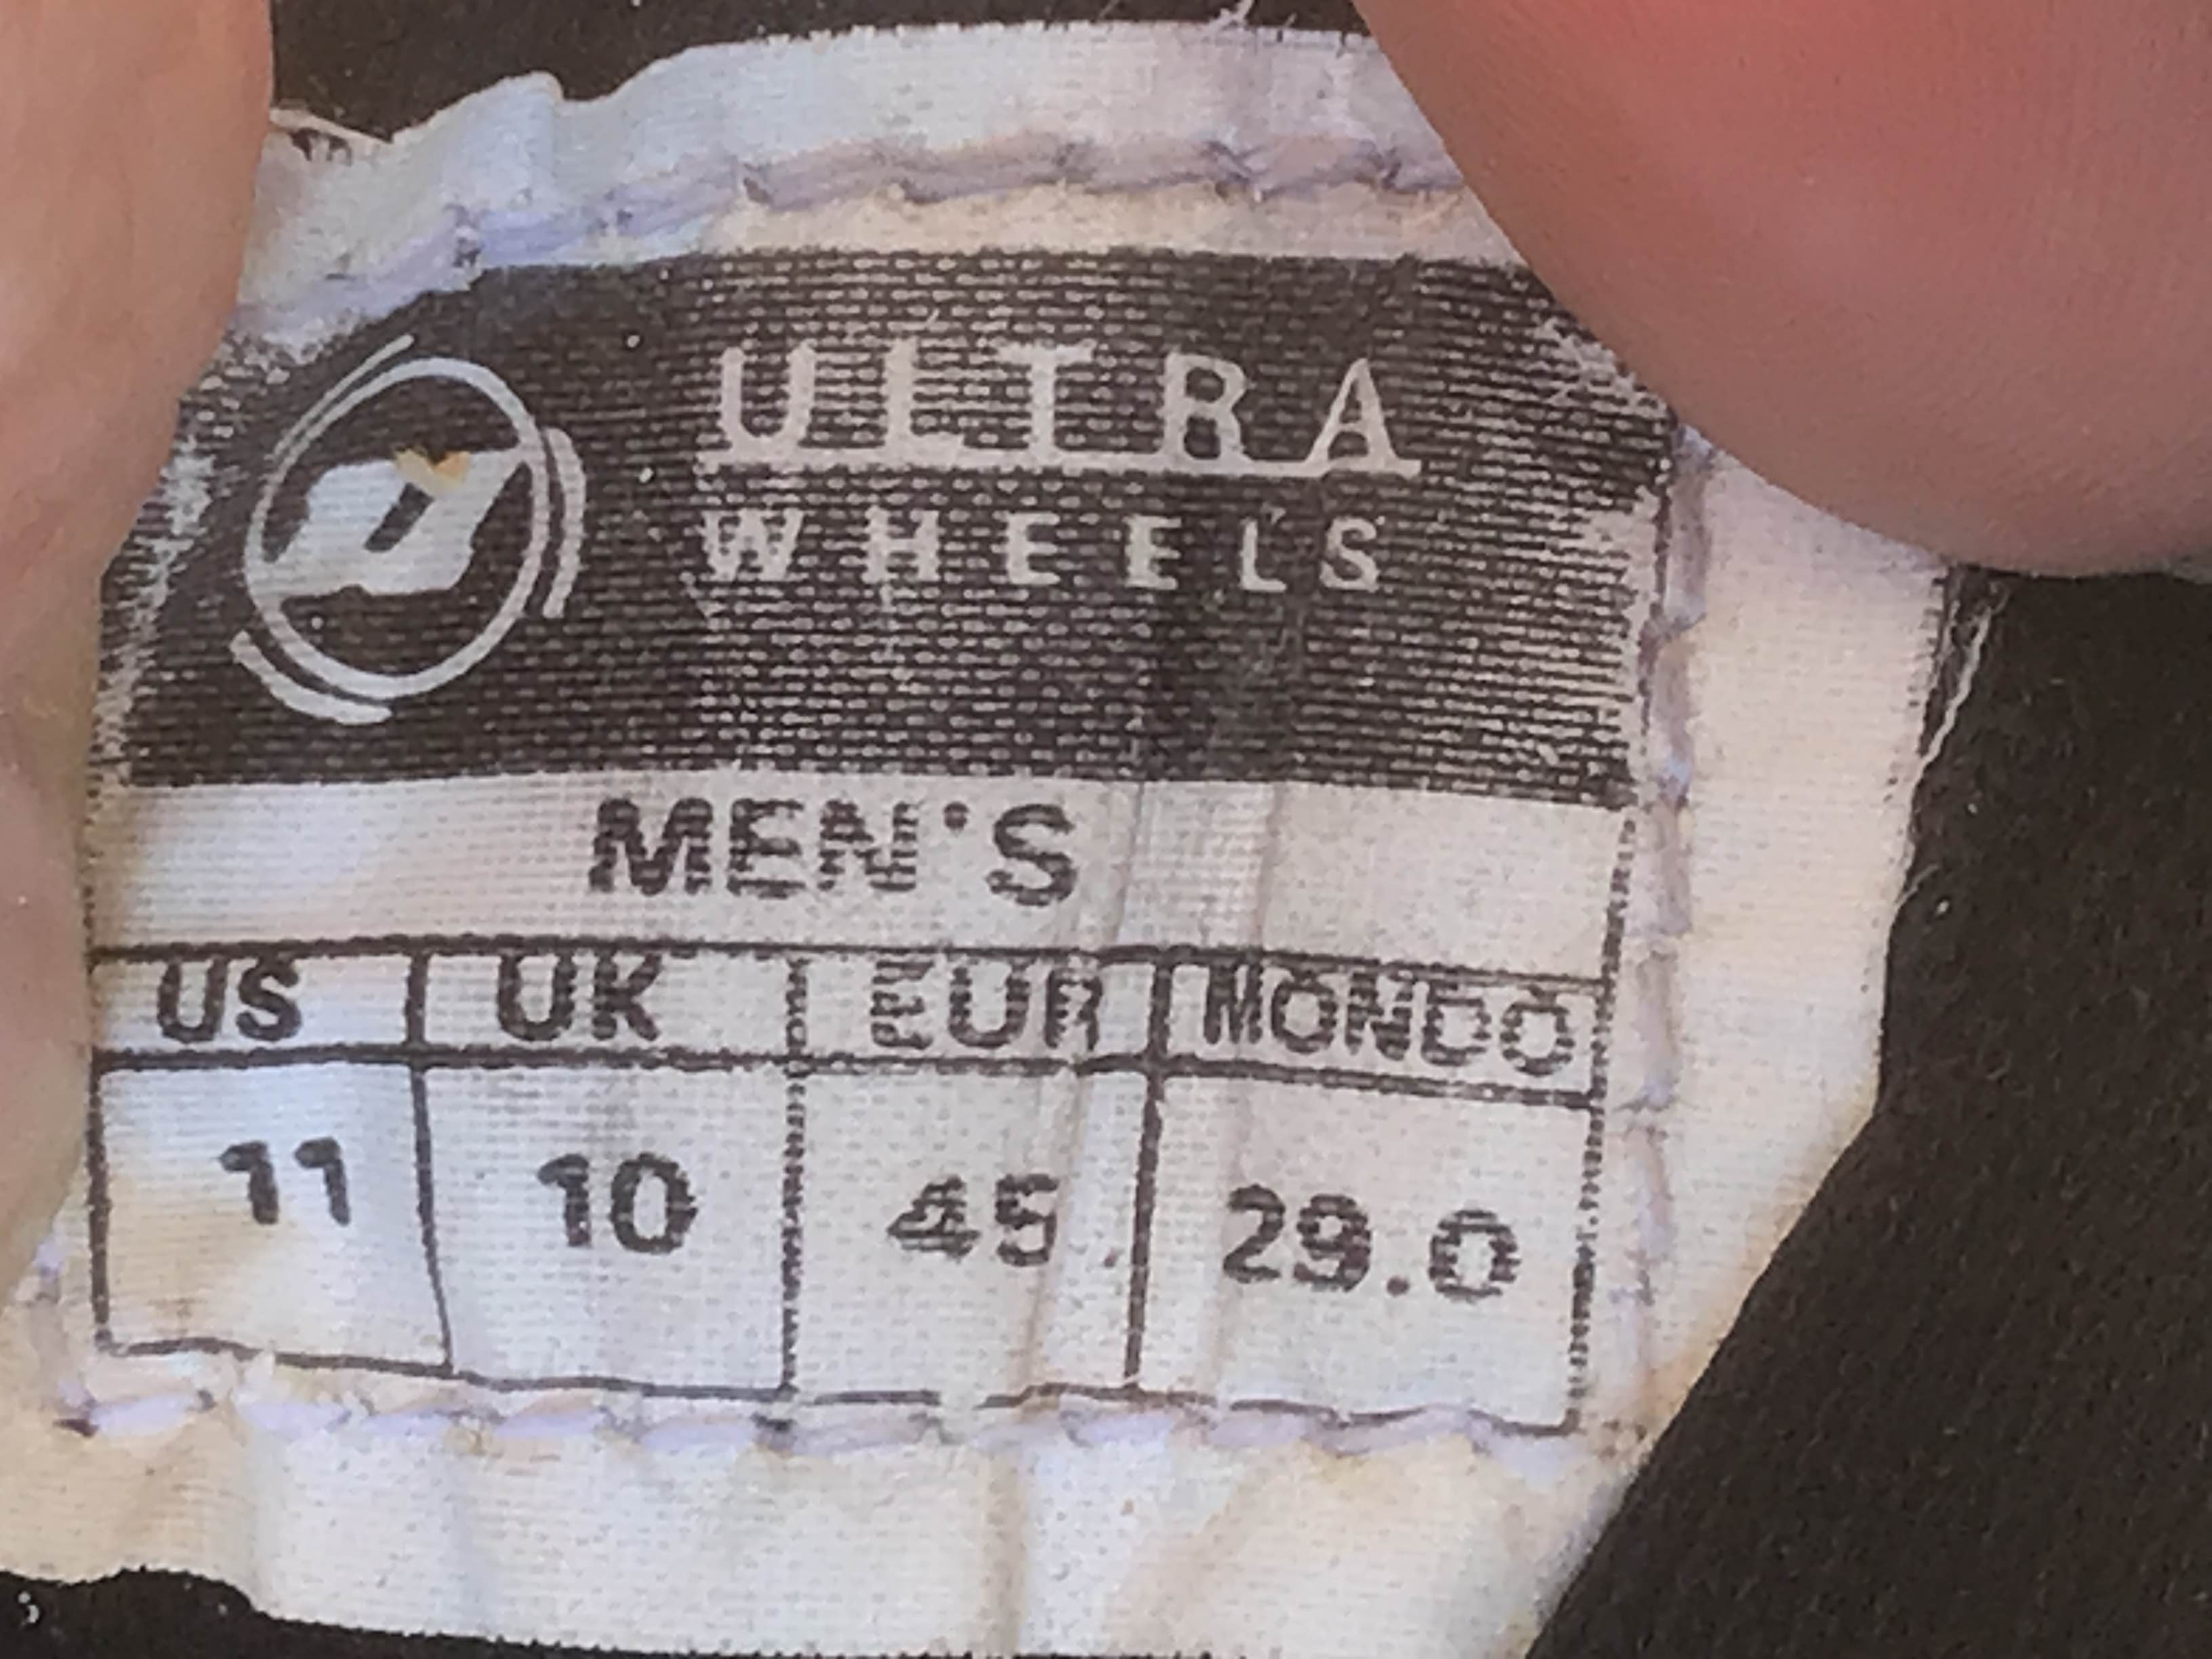 ULTRA
WHEELS
MEN'S
US UK EUR MONDO
11 10 45 29.0